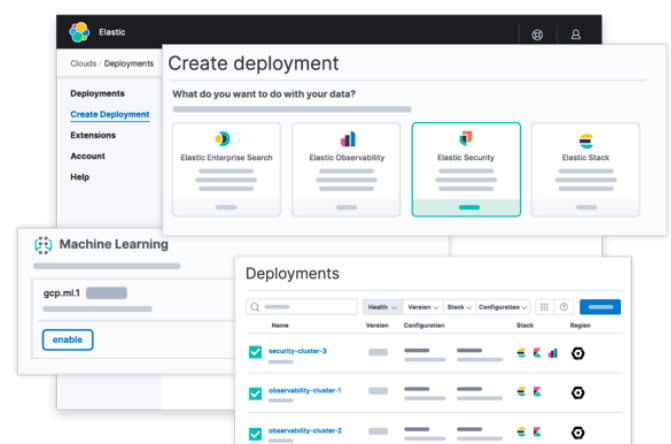 Elastic
Clouds / Deployments
Deployments
Create Deployment
Extensions
Account
Help
Create deployment
What do you want to do with your data?
Elastic Enterprise Search
Elastic Observability
Elastic Security
Elastic Stack
Machine Learning
gcp.ml.1
enable
Deployments
Health Version Stack Configuration
Name Version Configuration Stack Region
security-cluster-3
observability-cluster-1
observability-cluster-2